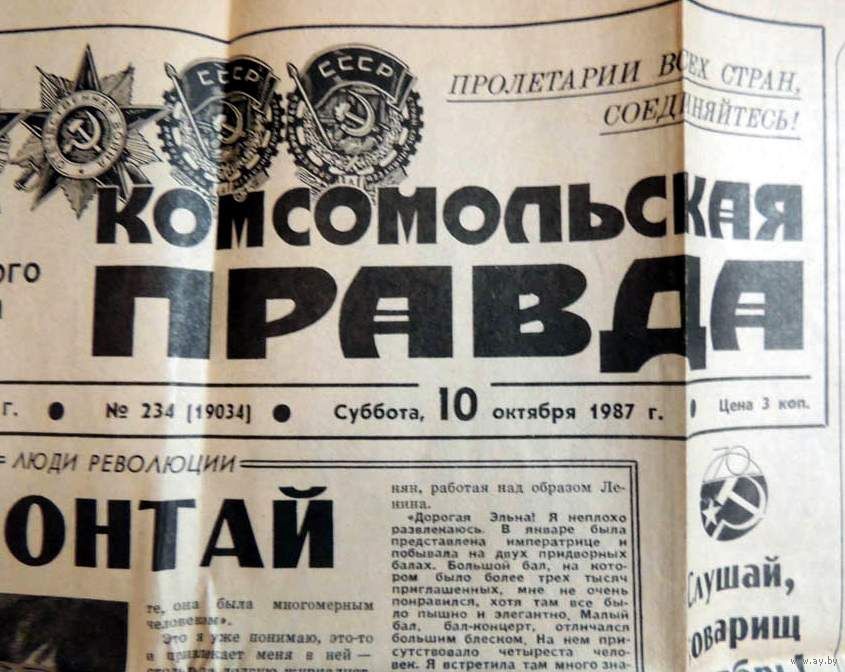 СССР
СССР
ПРОЛЕТАРИИ ВСЕХ СТРАН,
СОЕДИНЯЙТЕСЬ!
КОМСОМОЛЬСКАЯ
ПРАВДА
ого
г. ● № 234 [19034] ● Суббота, 10 октября 1987 г. ● Цена 3 коп.
ЛЮДИ РЕВОЛЮЦИИ
ОНТАЙ
те, она была многомерным
человеком».
Это я уже понимаю, это-то
и привлекает меня в ней —
нян, работая над образом Ле-
нина.
«Дорогая Эльна! Я неплохо
развлекаюсь. В январе была
представлена императрице и
побывала на двух придворных
балах. Большой бал, на кото-
ром было более трех тысяч
приглашенных, мне не очень
понравился, хотя там все бы-
ло пышно и элегантно. Малый
бал, бал-концерт, отличался
большим блеском. На нем при-
сутствовало четыреста чело-
век. Я встретила там много зна-
70
Слушай,
товарищ
www.ay.by